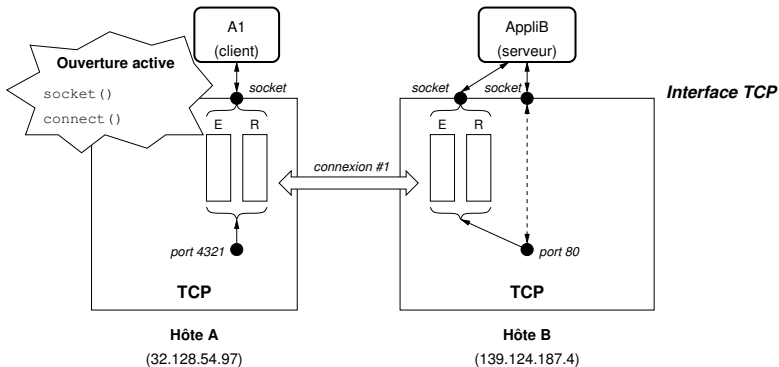 A1
(client)
AppliB
(serveur)
Ouverture active
socket()
connect()
socket
socket
socket
Interface TCP
E
R
E
R
connexion #1
port 4321
port 80
TCP
TCP
Hôte A
(32.128.54.97)
Hôte B
(139.124.187.4)